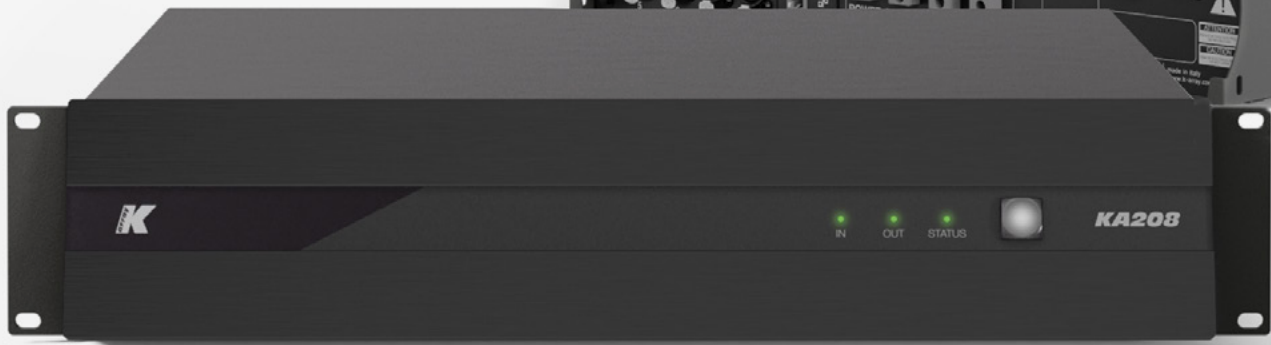 POWER
ATTENTION
CAUTION
made in Italy
K
IN
OUT
STATUS
KA208